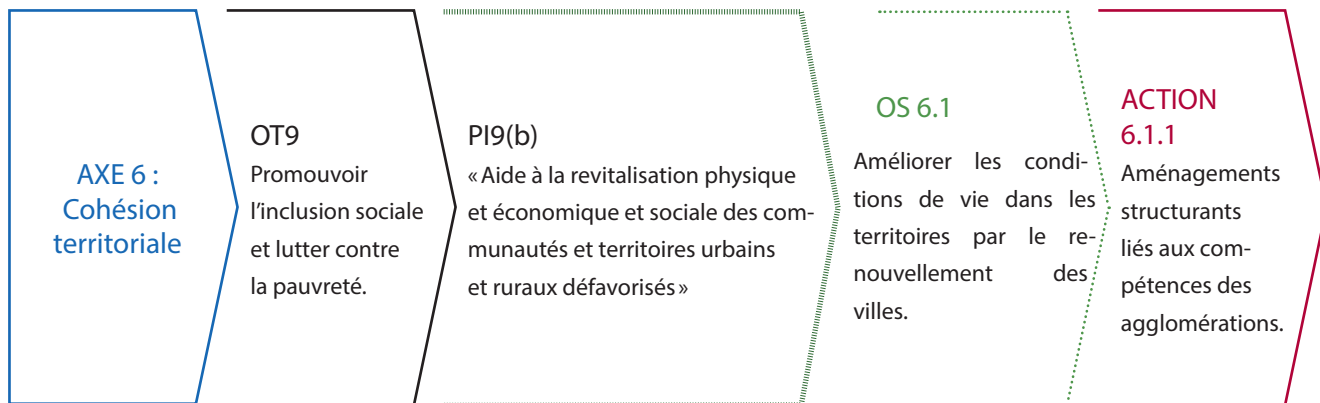 AXE 6 :
Cohésion
territoriale
OT9
Promouvoir
l’inclusion sociale
et lutter contre
la pauvreté.
PI9(b)
« Aide à la revitalisation physique
et économique et sociale des com-
munautés et territoires urbains
et ruraux défavorisés »
OS 6.1
Améliorer les condi-
tions de vie dans les
territoires par le re-
nouvellement des
villes.
ACTION
6.1.1
Aménagements
structurants
liés aux com-
pétences des
agglomérations.